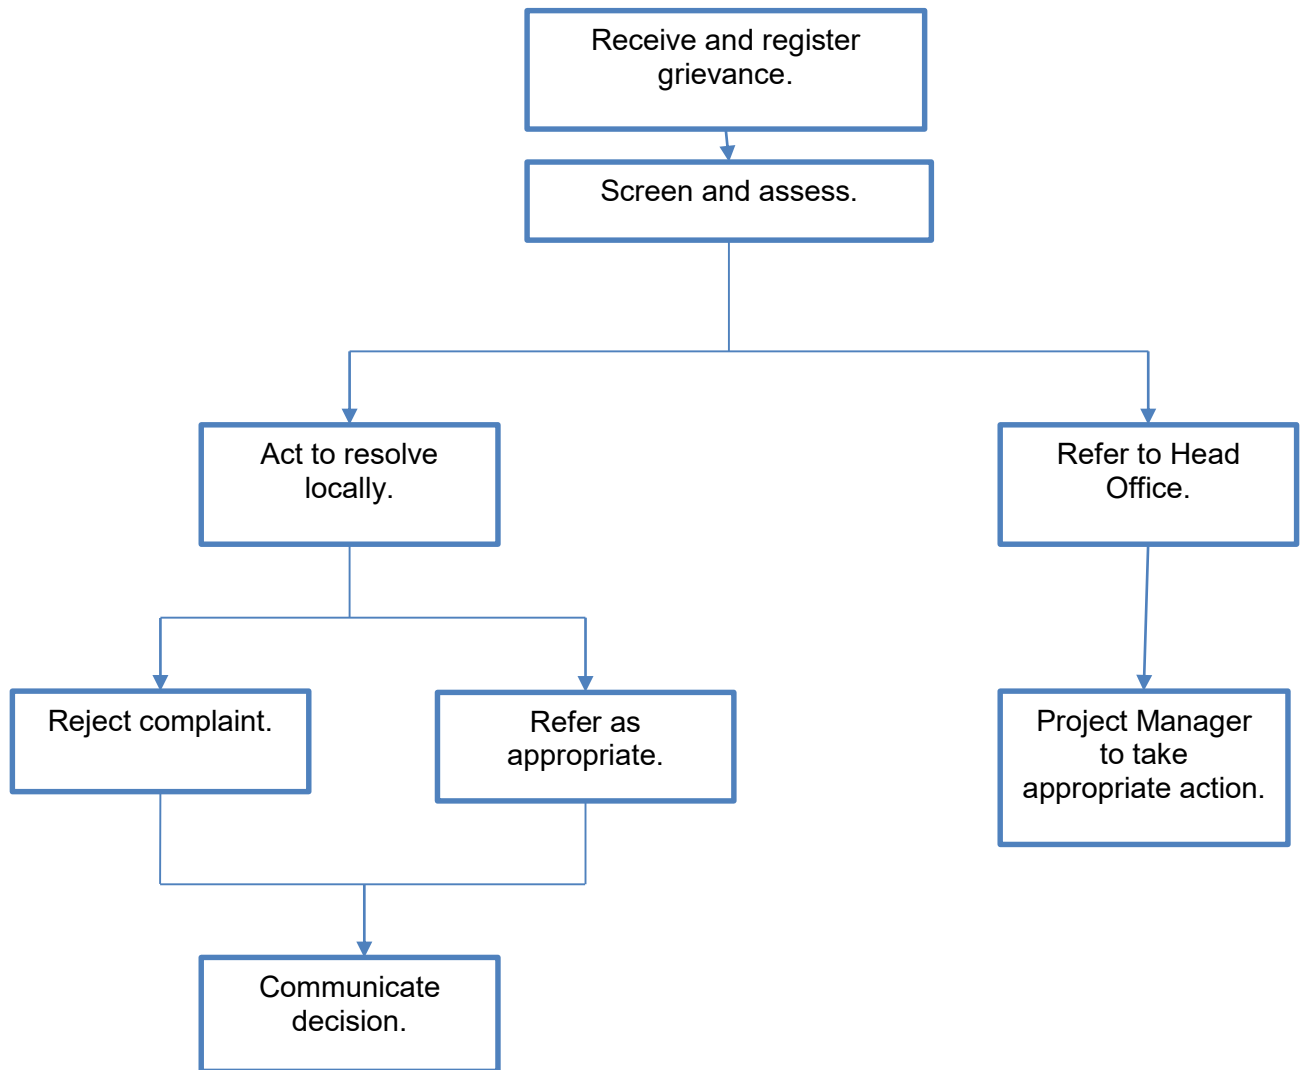 Receive and register
grievance.
Screen and assess.
Act to resolve
locally.
Refer to Head
Office.
Reject complaint.
Refer as
appropriate.
Project Manager
to take
appropriate action.
Communicate
decision.